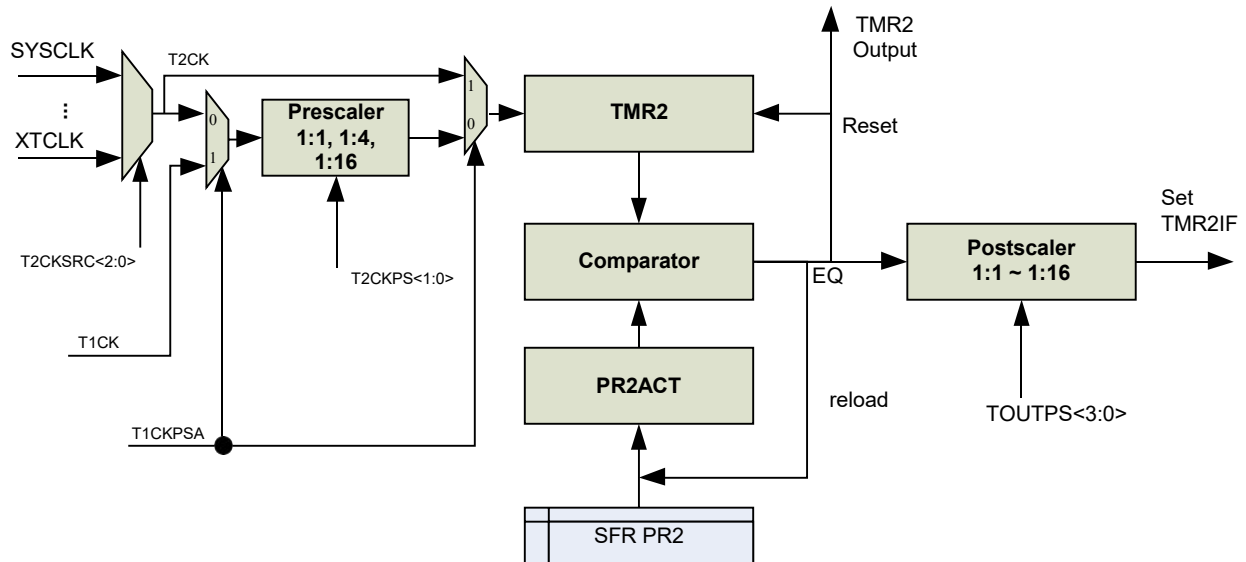 SYSCLK
⋮
XTCLK
T2CK
0
1
Prescaler
1:1, 1:4,
1:16
1
0
TMR2
TMR2
Output
Reset
T2CKSRC<2:0>
T2CKPS<1:0>
Comparator
EQ
Postscaler
1:1 ~ 1:16
Set
TMR2IF
T1CK
PR2ACT
reload
TOUTPS<3:0>
T1CKPSA
SFR PR2